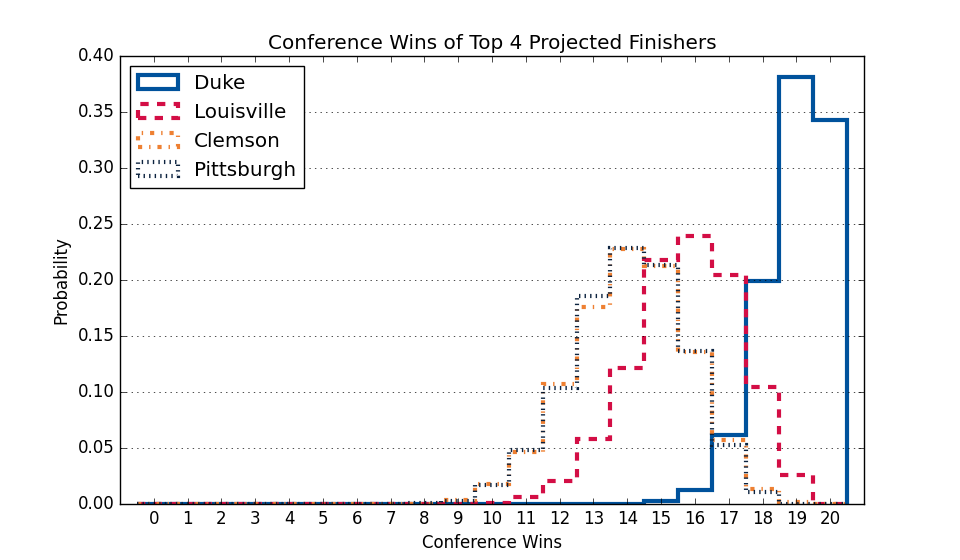 Conference Wins of Top 4 Projected Finishers
0.40
0.35
0.30
0.25
0.20
0.15
0.10
0.05
0.00
Probability
Duke
Louisville
Clemson
Pittsburgh
0 1 2 3 4 5 6 7 8 9 10 11 12 13 14 15 16 17 18 19 20
Conference Wins